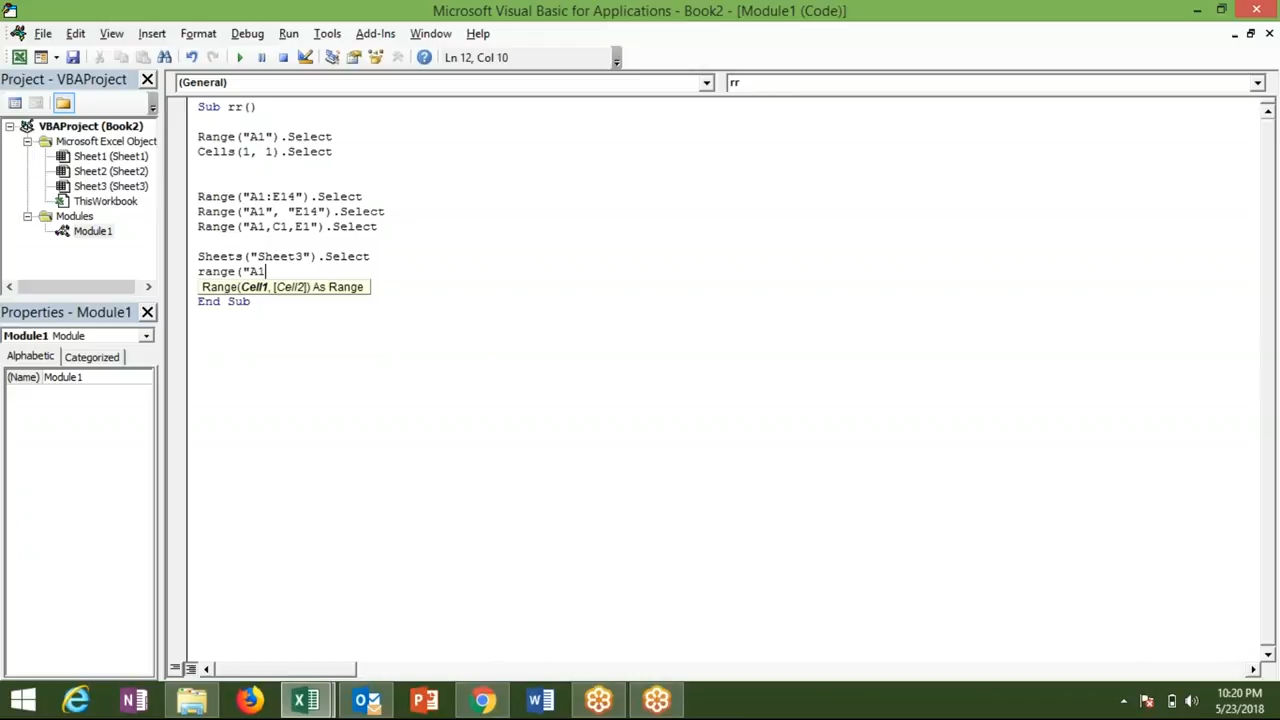 Microsoft Visual Basic for Applications - Book2 - [Module1 (Code)]
File Edit View Insert Format Debug Run Tools Add-Ins Window Help
Ln 12, Col 10
Project - VBAProject
(General)
rr
VBAProject (Book2)
Microsoft Excel Object
Sheet1 (Sheet1)
Sheet2 (Sheet2)
Sheet3 (Sheet3)
ThisWorkbook
Modules
Module1
Sub rr()
Range("A1").Select
Cells(1, 1).Select
Range("A1:E14").Select
Range("A1", "E14").Select
Range("A1,C1,E1").Select
Sheets("Sheet3").Select
range("A1
Range(Cell1, [Cell2]) As Range
End Sub
Properties - Module1
Module1 Module
Alphabetic Categorized
(Name) Module1
10:20 PM
5/23/2018